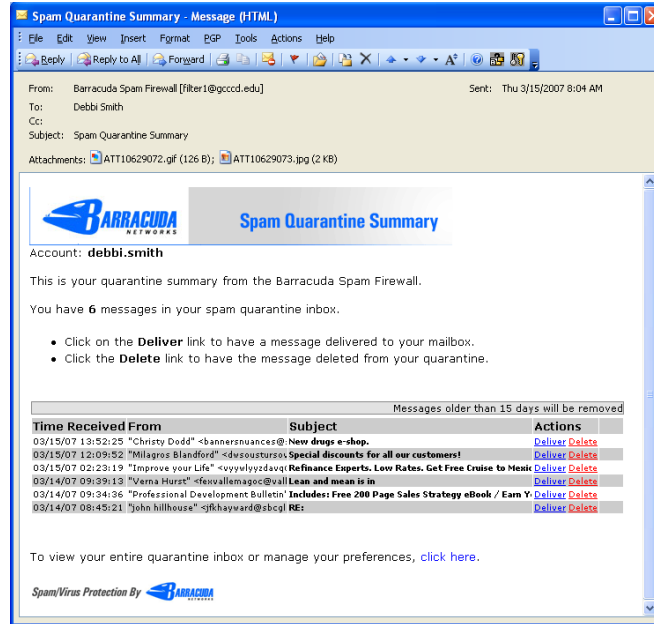 Spam Quarantine Summary - Message (HTML)
File Edit View Insert Format PGP Tools Actions Help
Reply Reply to All Forward
From: Barracuda Spam Firewall [filter1@gcccd.edu] Sent: Thu 3/15/2007 8:04 AM
To: Debbi Smith
Cc:
Subject: Spam Quarantine Summary
Attachments: ATT10629072.gif (126 B); ATT10629073.jpg (2 KB)
BARRACUDA
NETWORKS
Spam Quarantine Summary
Account: debbi.smith
This is your quarantine summary from the Barracuda Spam Firewall.
You have 6 messages in your spam quarantine inbox.
• Click on the Deliver link to have a message delivered to your mailbox.
• Click the Delete link to have the message deleted from your quarantine.
Messages older than 15 days will be removed
Time Received From Subject Actions
03/15/07 13:52:25 "Christy Dodd" <bannersnuances@ New drugs e-shop. Deliver Delete
03/15/07 12:09:52 "Milagros Blandford" <dwsoustursov Special discounts for all our customers! Deliver Delete
03/15/07 02:23:19 "Improve your Life" <vyywlyyzdavq Refinance Experts. Low Rates. Get Free Cruise to Mexic Deliver Delete
03/14/07 09:39:13 "Verna Hurst" <fexvallemagoc@vall Lean and mean is in Deliver Delete
03/14/07 09:34:36 "Professional Development Bulletin" Includes: Free 200 Page Sales Strategy eBook / Earn Y Deliver Delete
03/14/07 08:45:21 "john hillhouse" <jfkhayward@sbcgl RE: Deliver Delete
To view your entire quarantine inbox or manage your preferences, click here.
Spam/Virus Protection By BARRACUDA
NETWORKS